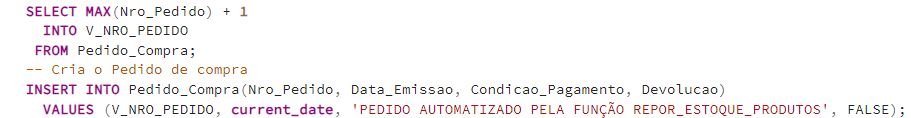 SELECT MAX(Nro_Pedido) + 1
INTO V_NRO_PEDIDO
FROM Pedido_Compra;
-- Cria o Pedido de compra
INSERT INTO Pedido_Compra(Nro_Pedido, Data_Emissao, Condicao_Pagamento, Devolucao)
VALUES (V_NRO_PEDIDO, current_date, 'PEDIDO AUTOMATIZADO PELA FUNÇÃO REPOR_ESTOQUE_PRODUTOS', FALSE);